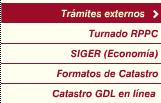 Trámites externos
Turnado RPPC
SIGER (Economía)
Formatos de Catastro
Catastro GDL en línea